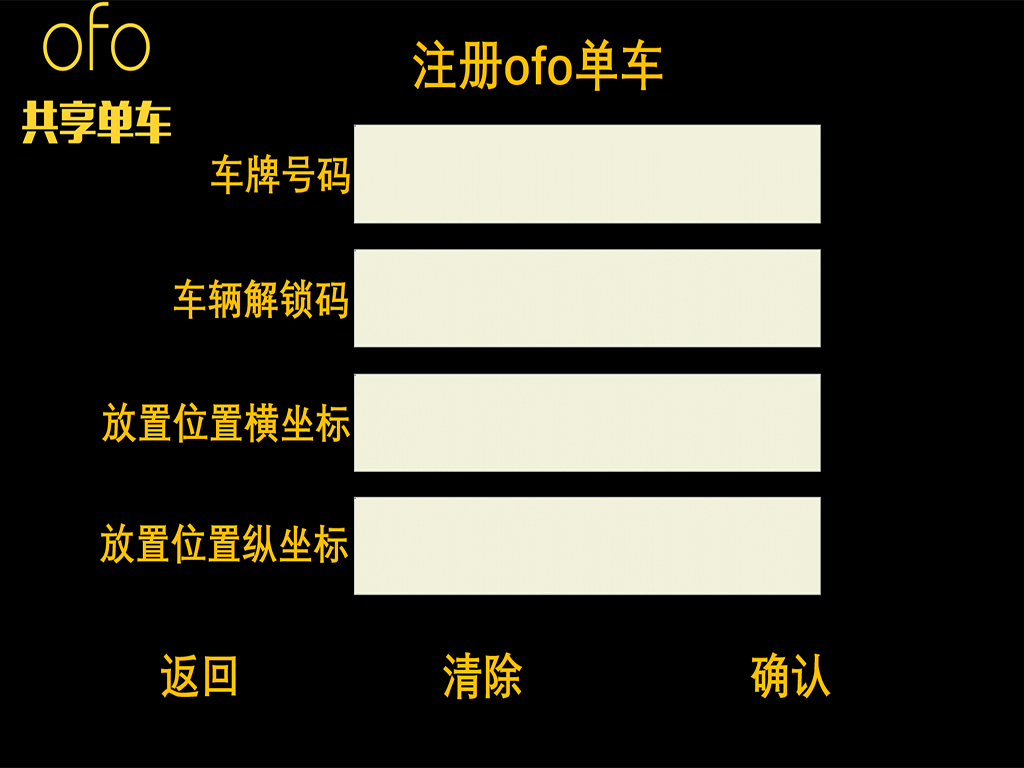 ofo
共享单车
注册ofo单车
车牌号码
车辆解锁码
放置位置横坐标
放置位置纵坐标
返回
清除
确认